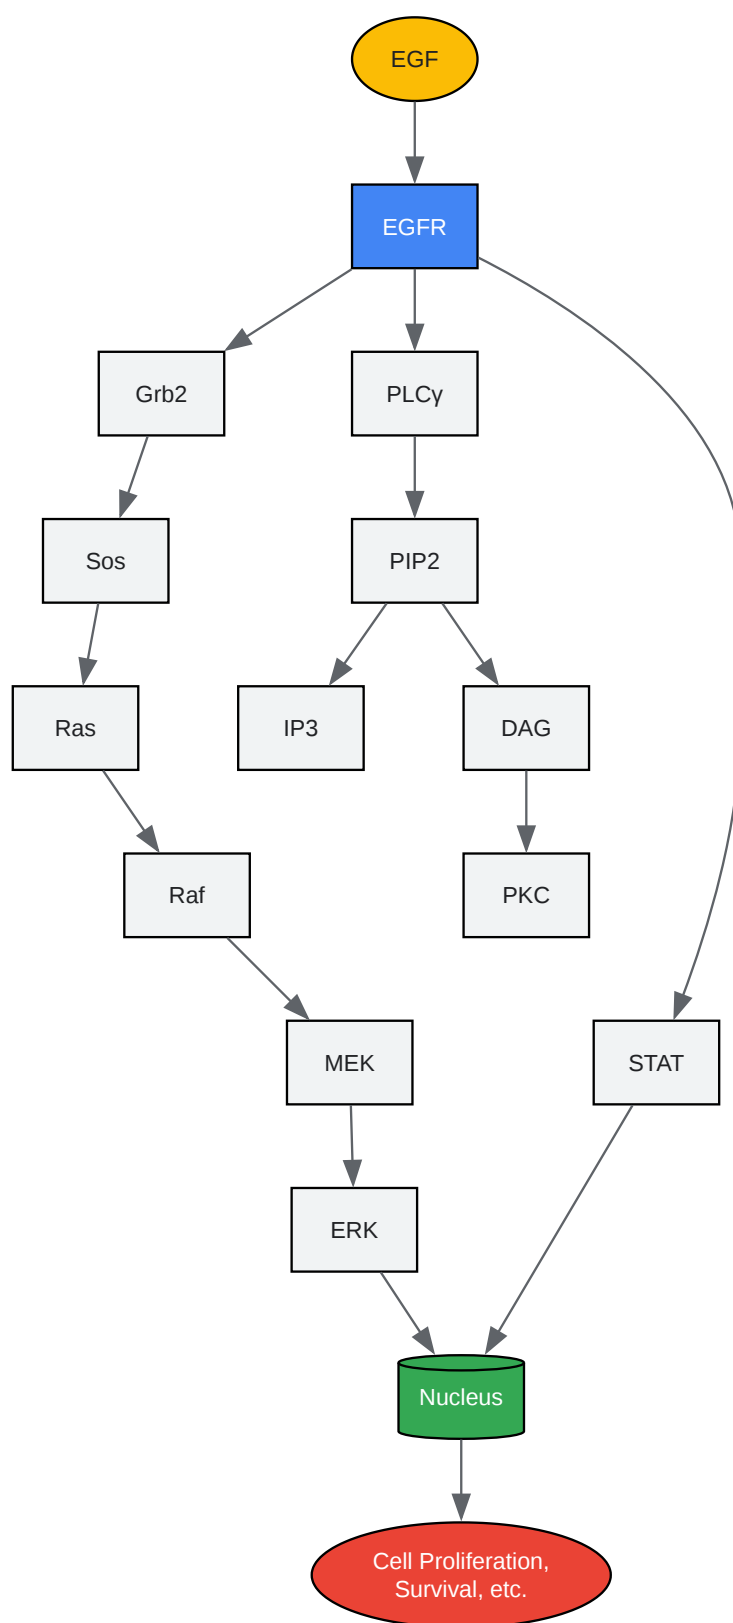 EGF
EGFR
Grb2
PLCγ
Sos
PIP2
Ras
IP3
DAG
Raf
PKC
MEK
STAT
ERK
Nucleus
Cell Proliferation,
Survival, etc.